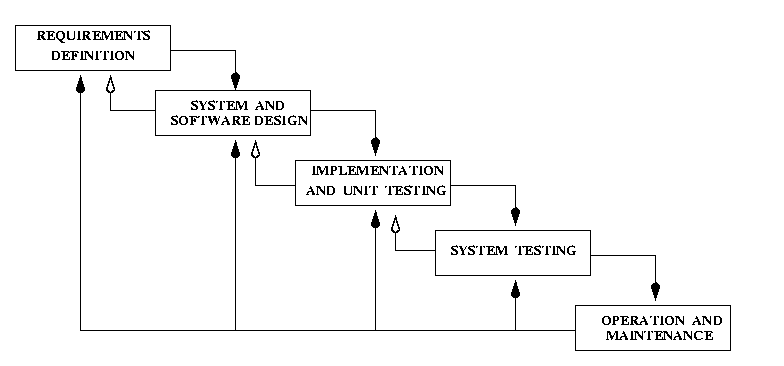 REQUIREMENTS
DEFINITION
SYSTEM AND
SOFTWARE DESIGN
IMPLEMENTATION
AND UNIT TESTING
SYSTEM TESTING
OPERATION AND
MAINTENANCE